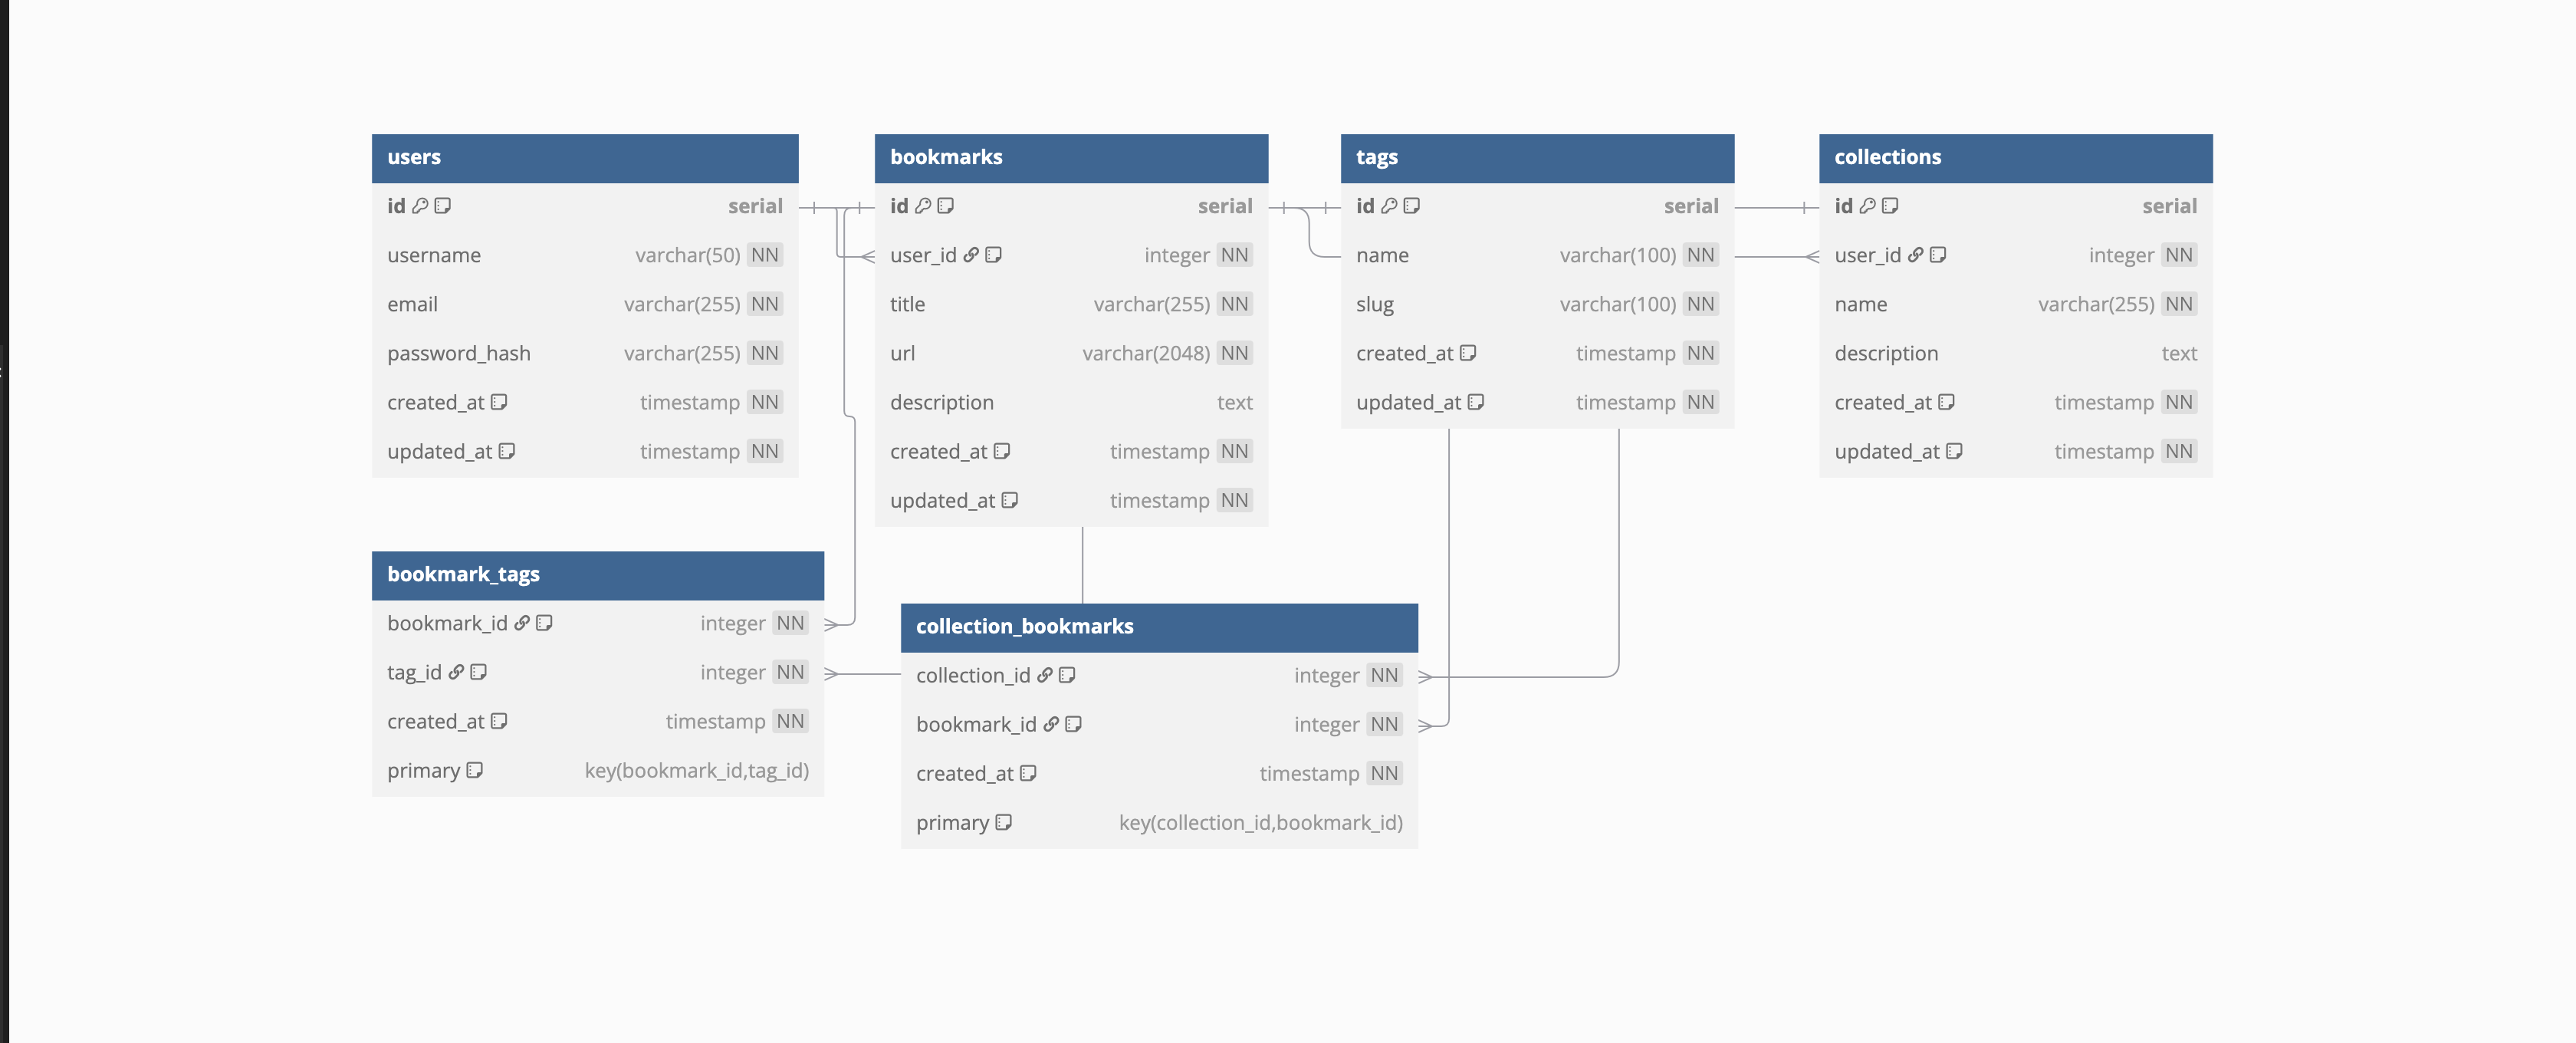 users
id serial
username varchar(50) NN
email varchar(255) NN
password_hash varchar(255) NN
created_at timestamp NN
updated_at timestamp NN
bookmarks
id serial
user_id integer NN
title varchar(255) NN
url varchar(2048) NN
description text
created_at timestamp NN
updated_at timestamp NN
tags
id serial
name varchar(100) NN
slug varchar(100) NN
created_at timestamp NN
updated_at timestamp NN
collections
id serial
user_id integer NN
name varchar(255) NN
description text
created_at timestamp NN
updated_at timestamp NN
bookmark_tags
bookmark_id integer NN
tag_id integer NN
created_at timestamp NN
primary key(bookmark_id,tag_id)
collection_bookmarks
collection_id integer NN
bookmark_id integer NN
created_at timestamp NN
primary key(collection_id,bookmark_id)